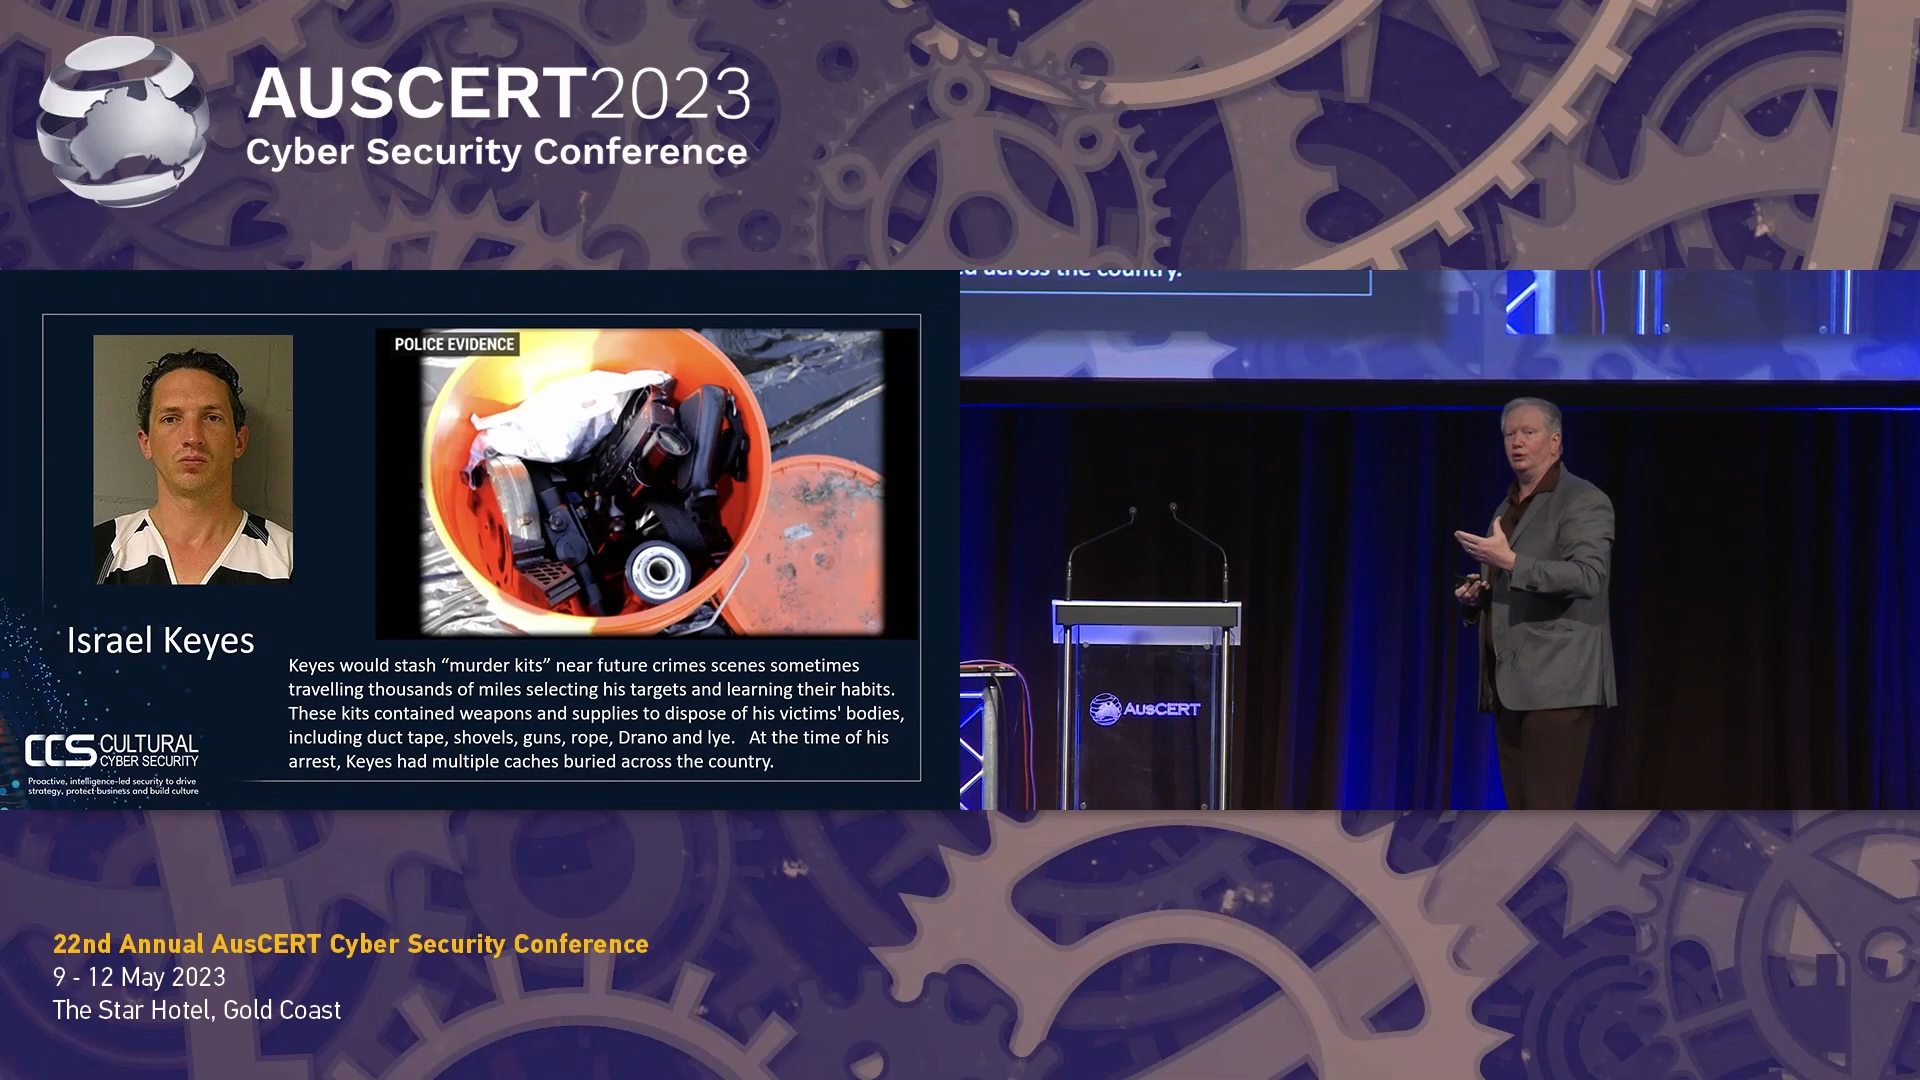 AUSCERT2023
Cyber Security Conference
d across the country.
POLICE EVIDENCE
Israel Keyes
Keyes would stash “murder kits” near future crimes scenes sometimes
travelling thousands of miles selecting his targets and learning their habits.
These kits contained weapons and supplies to dispose of his victims' bodies,
including duct tape, shovels, guns, rope, Drano and lye. At the time of his
arrest, Keyes had multiple caches buried across the country.
CCS CULTURAL
CYBER SECURITY
Proactive, intelligence-led security to drive
strategy, protect business and build culture
AUSCERT
22nd Annual AusCERT Cyber Security Conference
9 - 12 May 2023
The Star Hotel, Gold Coast